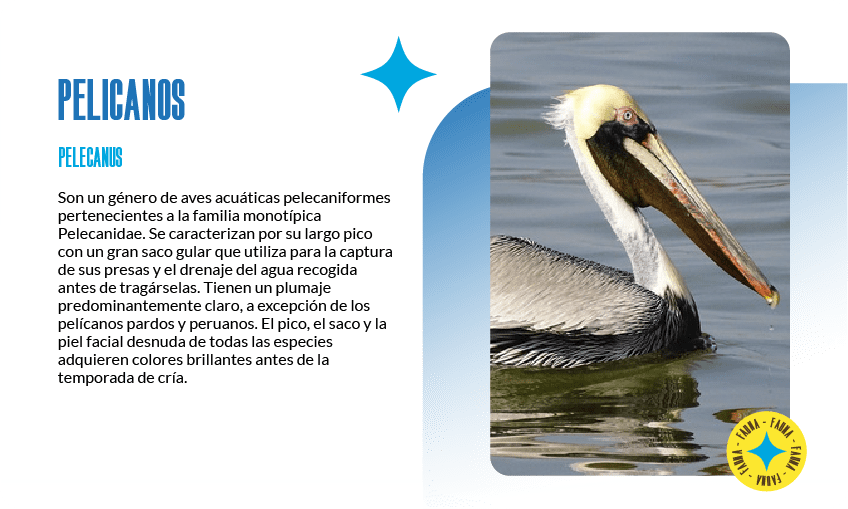 PELICANOS
PELECANUS
Son un género de aves acuáticas pelecaniformes
pertenecientes a la familia monotípica
Pelecanidae. Se caracterizan por su largo pico
con un gran saco gular que utiliza para la captura
de sus presas y el drenaje del agua recogida
antes de tragárselas. Tienen un plumaje
predominantemente claro, a excepción de los
pelícanos pardos y peruanos. El pico, el saco y la
piel facial desnuda de todas las especies
adquieren colores brillantes antes de la
temporada de cría.
FAUNA - FAUNA - FAUNA - FAUNA -